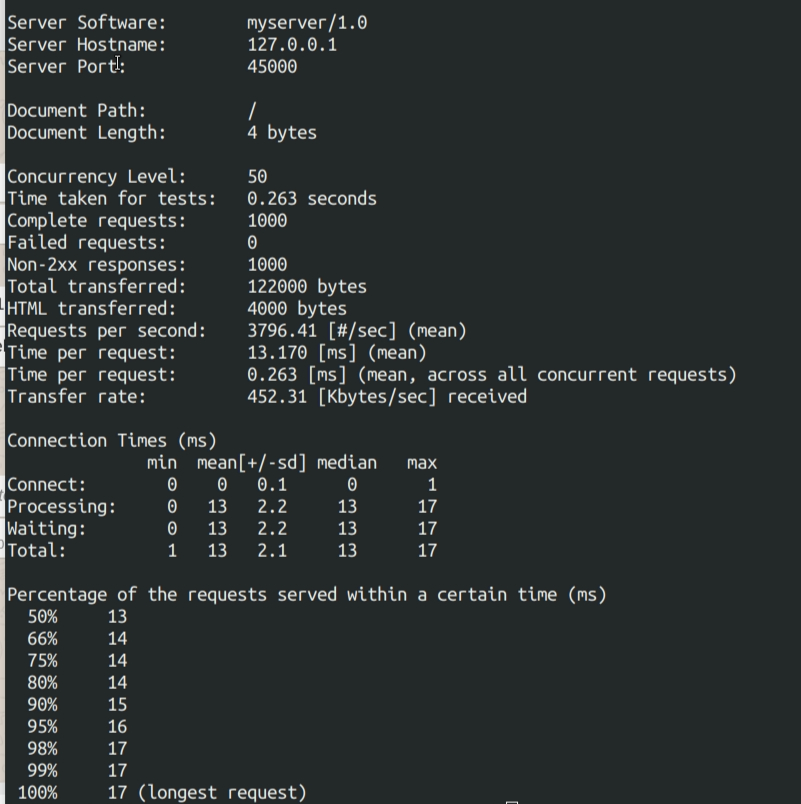 Server Software: myserver/1.0
Server Hostname: 127.0.0.1
Server Port: 45000
Document Path: /
Document Length: 4 bytes
Concurrency Level: 50
Time taken for tests: 0.263 seconds
Complete requests: 1000
Failed requests: 0
Non-2xx responses: 1000
Total transferred: 122000 bytes
HTML transferred: 4000 bytes
Requests per second: 3796.41 [#/sec] (mean)
Time per request: 13.170 [ms] (mean)
Time per request: 0.263 [ms] (mean, across all concurrent requests)
Transfer rate: 452.31 [Kbytes/sec] received
Connection Times (ms)
min mean[+/-sd] median max
Connect: 0 0 0.1 0 1
Processing: 0 13 2.2 13 17
Waiting: 0 13 2.2 13 17
Total: 1 13 2.1 13 17
Percentage of the requests served within a certain time (ms)
50% 13
66% 14
75% 14
80% 14
90% 15
95% 16
98% 17
99% 17
100% 17 (longest request)